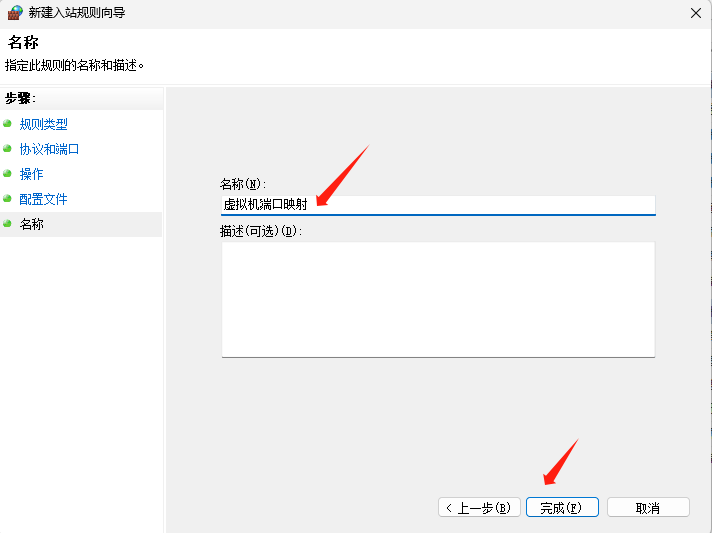 新建入站规则向导
名称
指定此规则的名称和描述。
步骤:
规则类型
协议和端口
操作
配置文件
名称
名称(N):
虚拟机端口映射
描述(可选)(D):
< 上一步(B)
完成(F)
取消